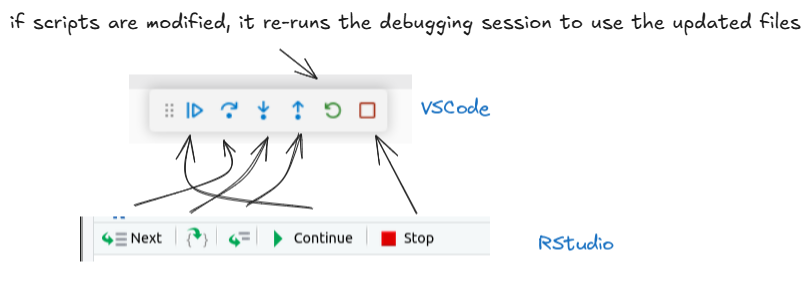 if scripts are modified, it re-runs the debugging session to use the updated files
VSCode
Next Continue Stop
RStudio